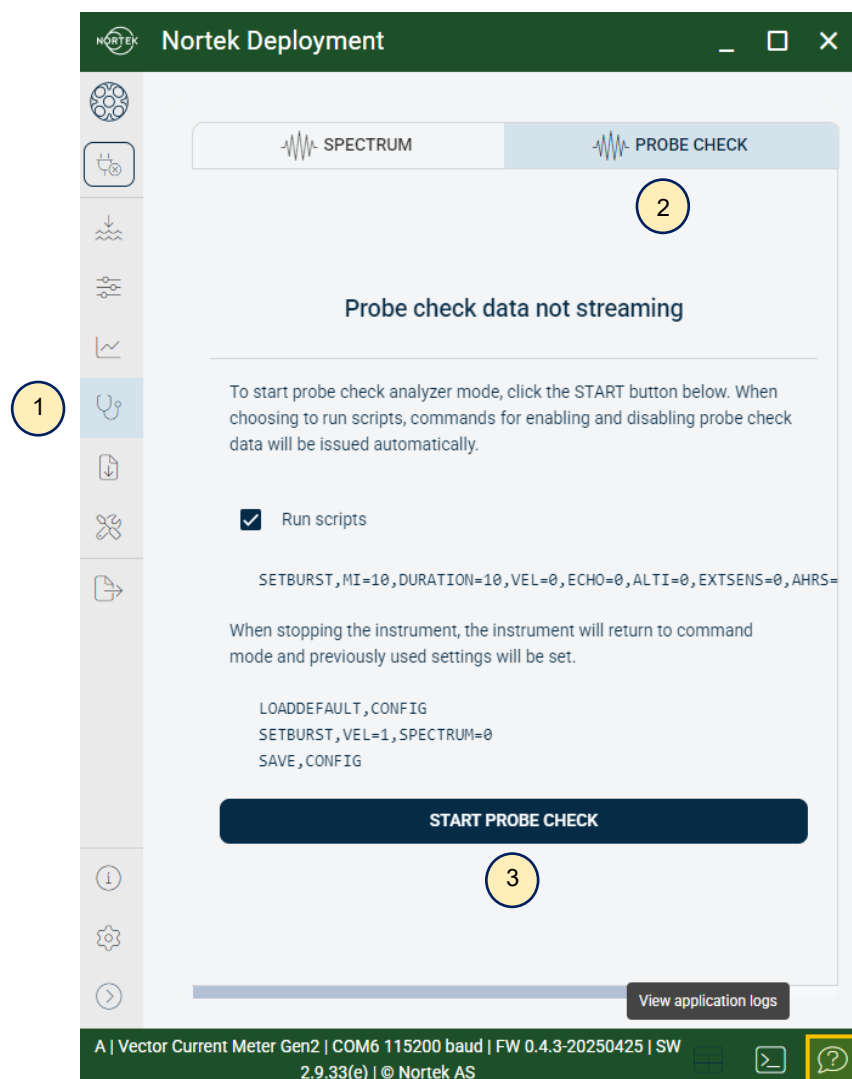 NORTEK Nortek Deployment
SPECTRUM
PROBE CHECK
2
Probe check data not streaming
1
To start probe check analyzer mode, click the START button below. When
choosing to run scripts, commands for enabling and disabling probe check
data will be issued automatically.
Run scripts
SETBURST,MI=10,DURATION=10,VEL=0,ECHO=0,ALTI=0,EXTSENS=0,AHRS=
When stopping the instrument, the instrument will return to command
mode and previously used settings will be set.
LOADDEFAULT,CONFIG
SETBURST,VEL=1,SPECTRUM=0
SAVE,CONFIG
START PROBE CHECK
3
View application logs
A | Vector Current Meter Gen2 | COM6 115200 baud | FW 0.4.3-20250425 | SW
2.9.33(e) | © Nortek AS